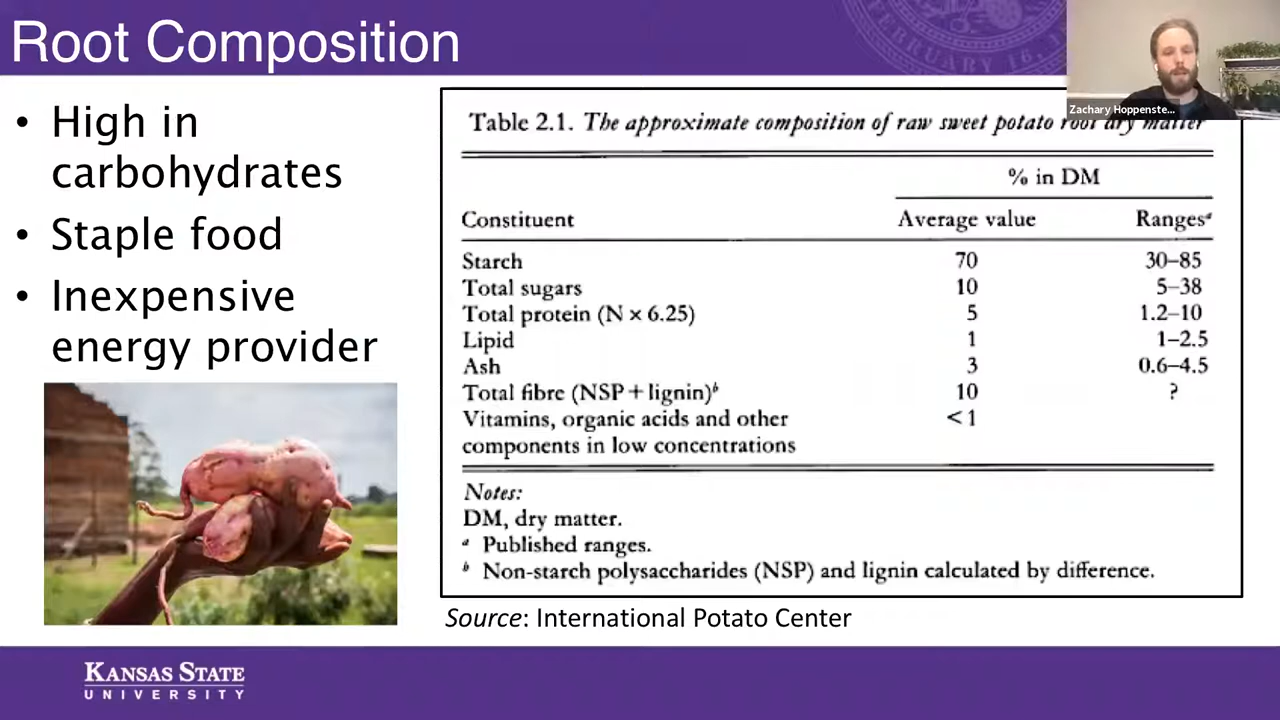 Root Composition
Zachary Hoppenste...
• High in
carbohydrates
• Staple food
• Inexpensive
energy provider
Table 2.1. The approximate composition of raw sweet potato root dry matter
% in DM
Constituent Average value Ranges^a
Starch 70 30–85
Total sugars 10 5–38
Total protein (N × 6.25) 5 1.2–10
Lipid 1 1–2.5
Ash 3 0.6–4.5
Total fibre (NSP + lignin)^b 10 ?
Vitamins, organic acids and other <1
components in low concentrations
Notes:
DM, dry matter.
a Published ranges.
b Non-starch polysaccharides (NSP) and lignin calculated by difference.
Source: International Potato Center
KANSAS STATE
UNIVERSITY
FEBRUARY 16,